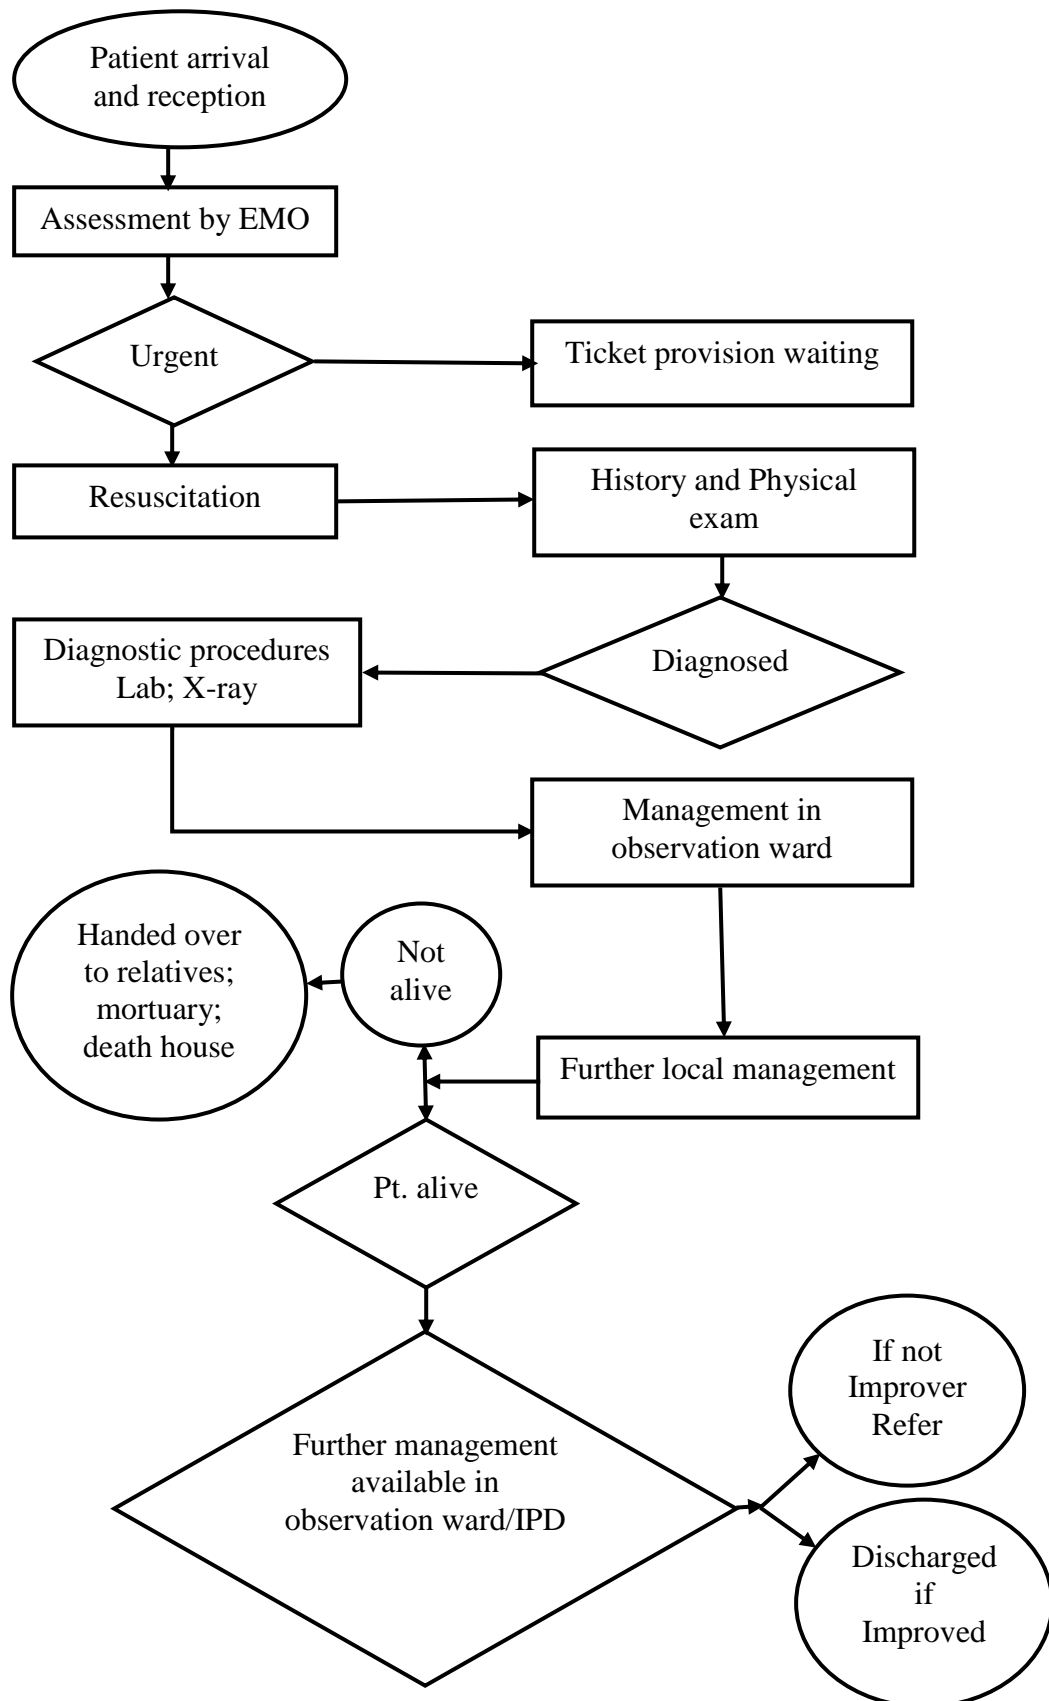 Patient arrival
and reception
Assessment by EMO
Urgent
Ticket provision waiting
Resuscitation
History and Physical
exam
Diagnosed
Diagnostic procedures
Lab; X-ray
Management in
observation ward
Handed over
to relatives;
mortuary;
death house
Not
alive
Further local management
Pt. alive
Further management
available in
observation ward/IPD
If not
Improver
Refer
Discharged
if
Improved